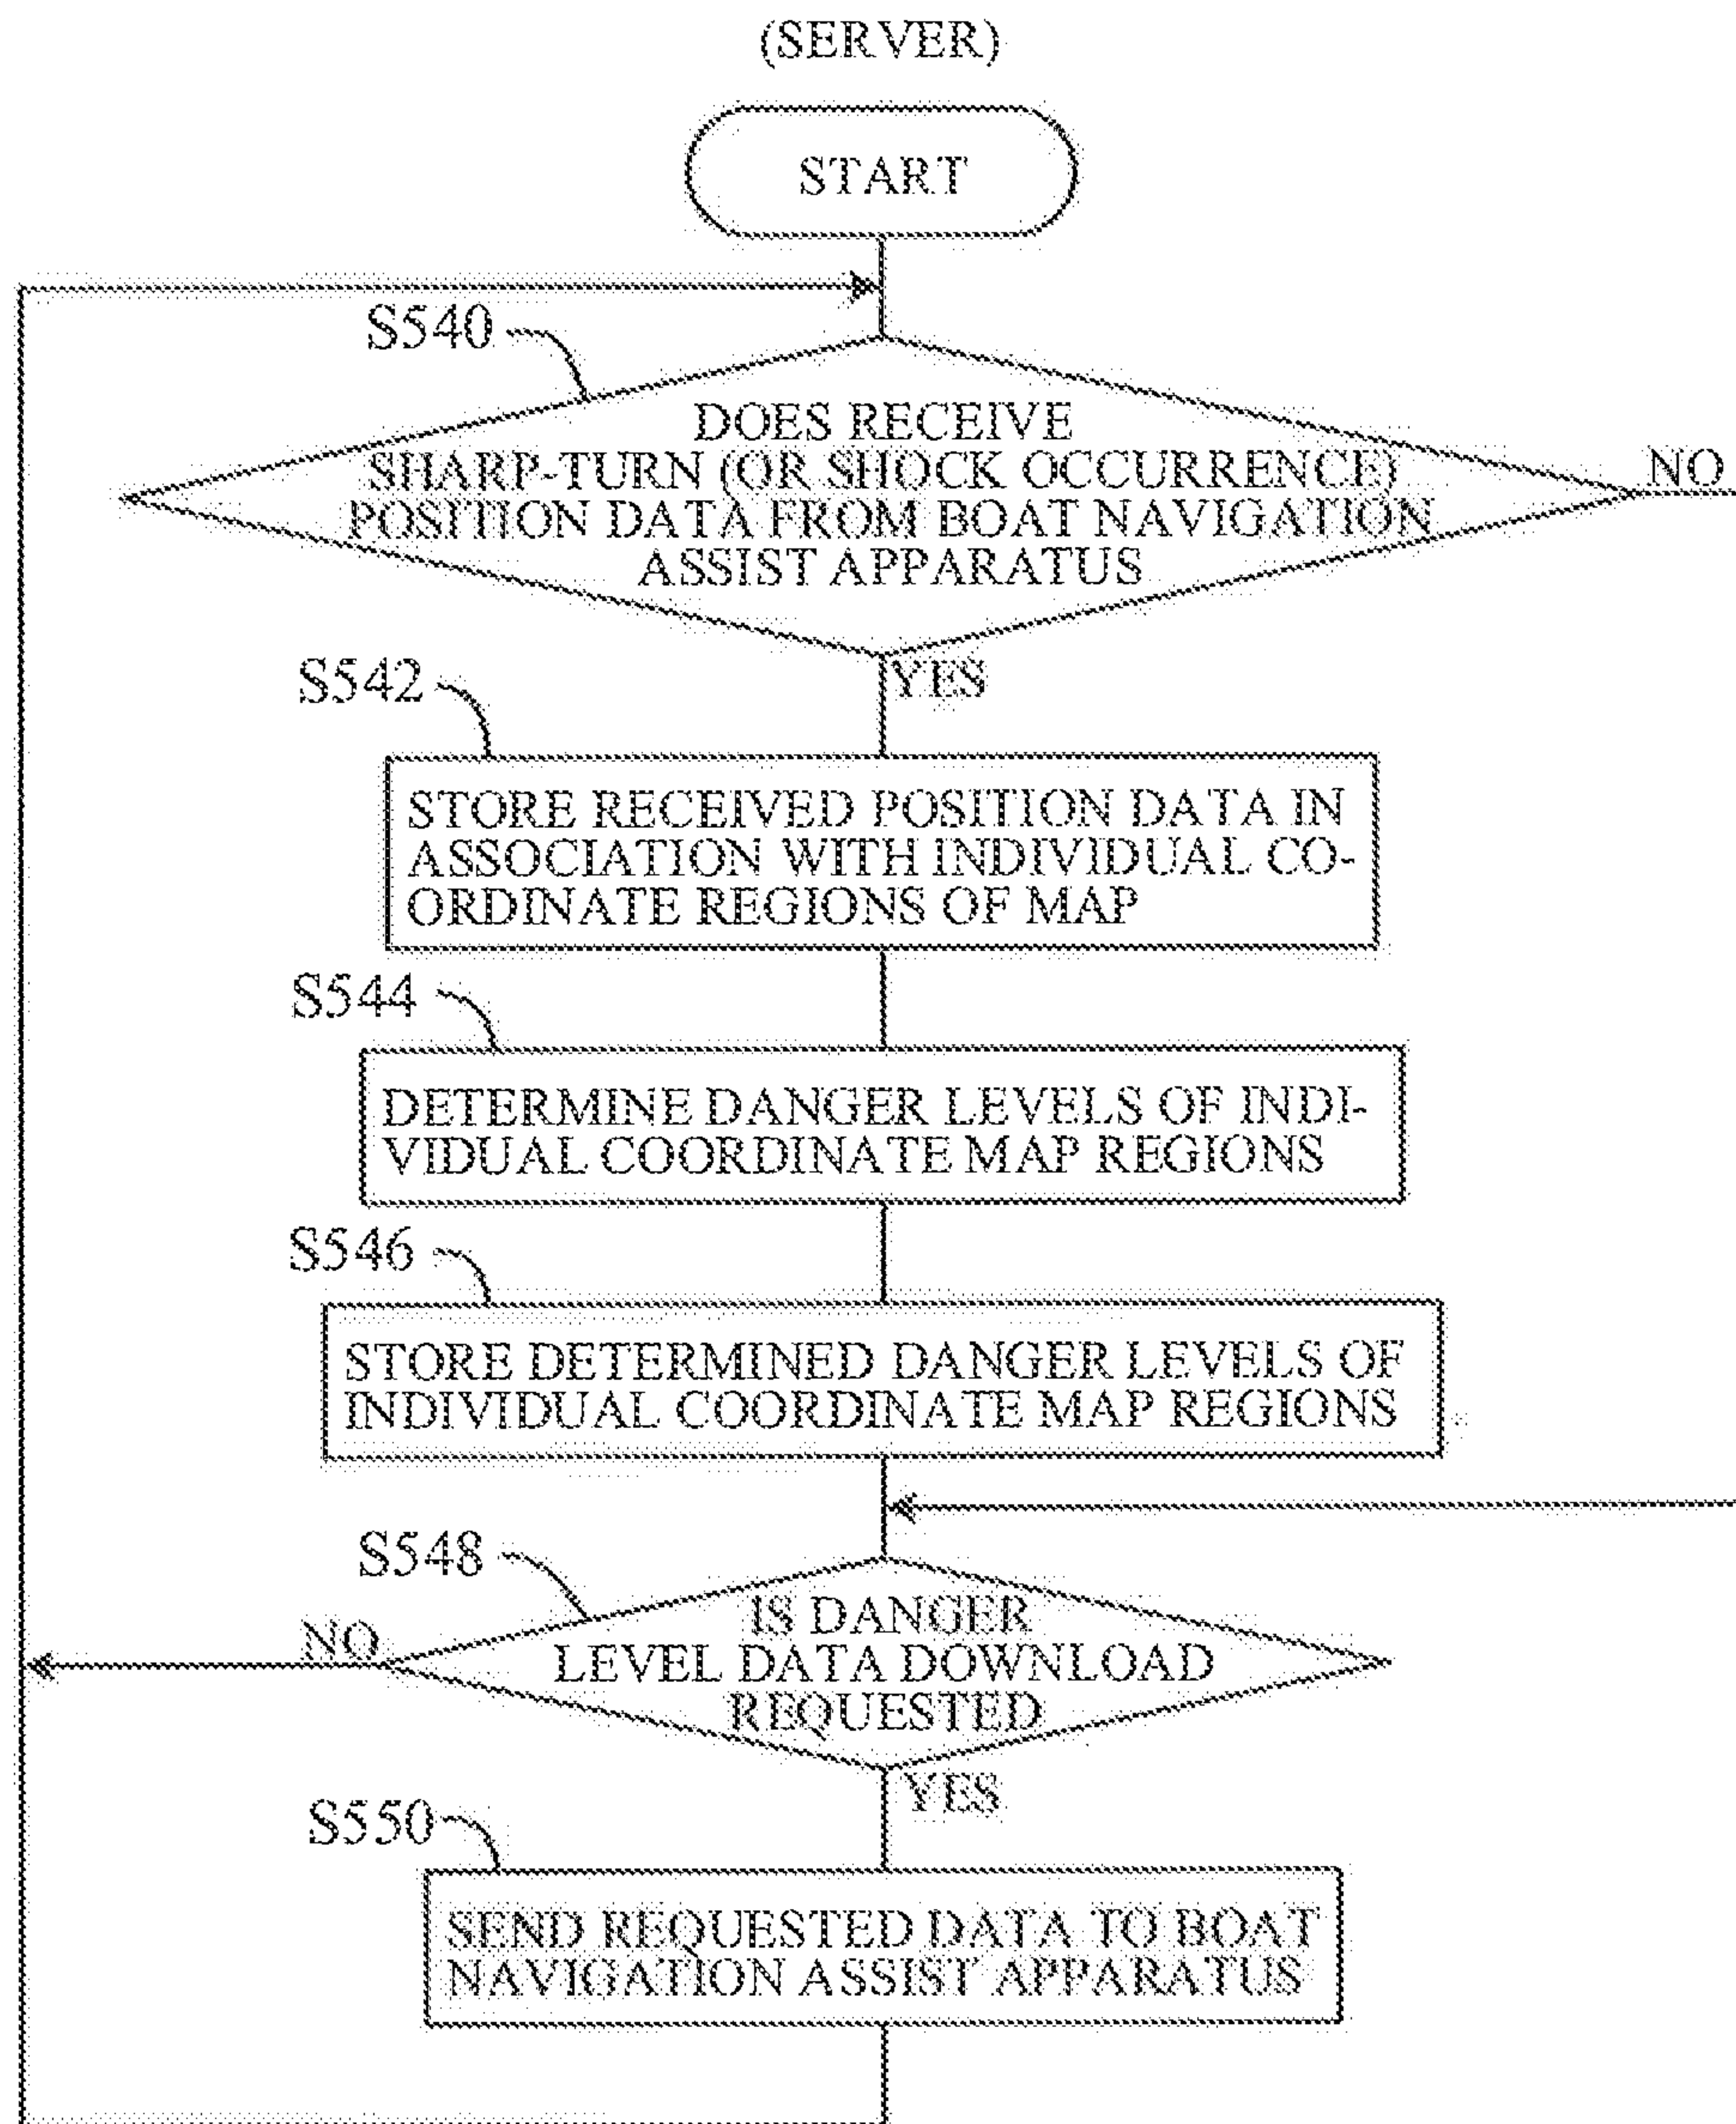 (SERVER)
START
S540
DOES RECEIVE
SHARP-TURN (OR SHOCK OCCURRENCE)
POSITION DATA FROM BOAT NAVIGATION
ASSIST APPARATUS
NO
YES
S542
STORE RECEIVED POSITION DATA IN
ASSOCIATION WITH INDIVIDUAL CO-
ORDINATE REGIONS OF MAP
S544
DETERMINE DANGER LEVELS OF INDI-
VIDUAL COORDINATE MAP REGIONS
S546
STORE DETERMINED DANGER LEVELS OF
INDIVIDUAL COORDINATE MAP REGIONS
S548
IS DANGER
LEVEL DATA DOWNLOAD
REQUESTED
NO
YES
S550
SEND REQUESTED DATA TO BOAT
NAVIGATION ASSIST APPARATUS